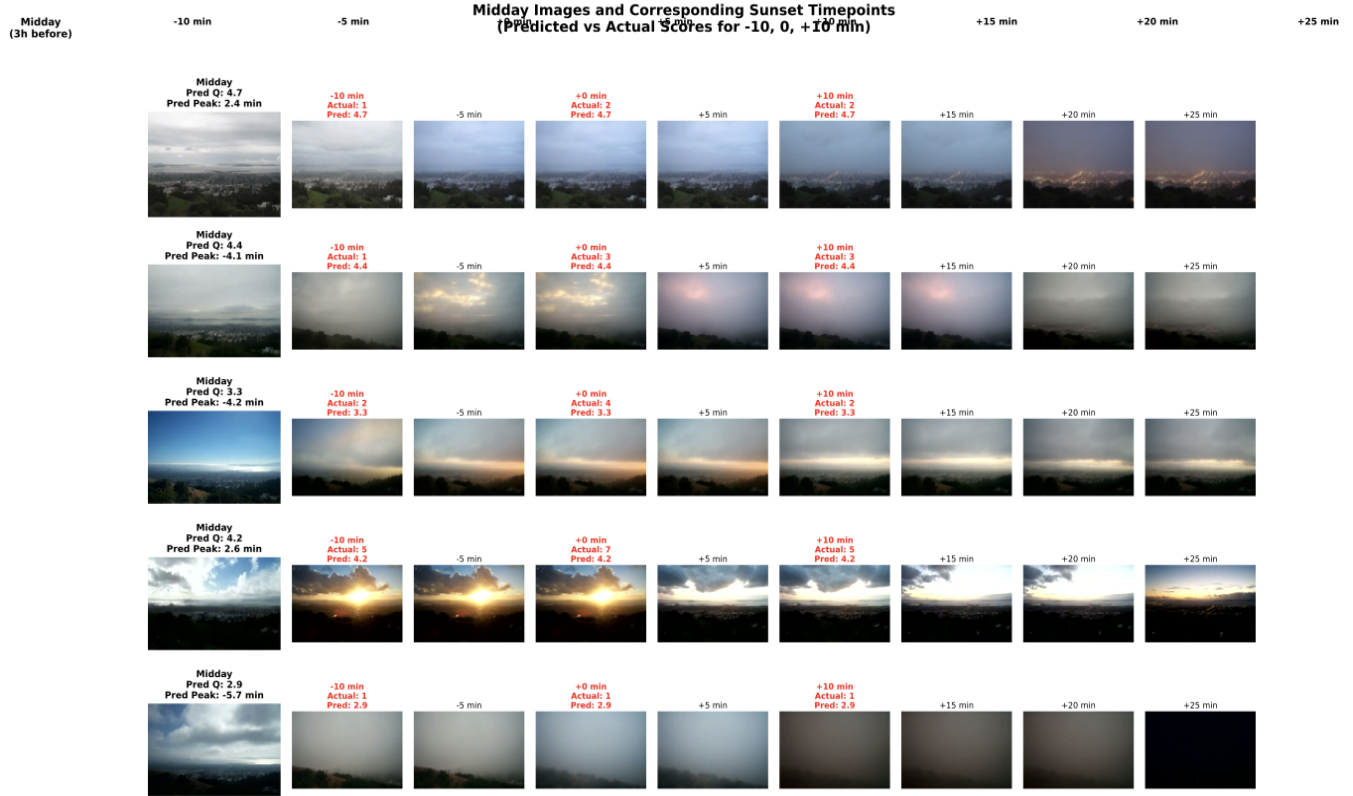 Midday Images and Corresponding Sunset Timepoints
(Predicted vs Actual Scores for -10, 0, +10 min)
Midday
(3h before)
-10 min
-5 min
+0 min
+5 min
+10 min
+15 min
+20 min
+25 min
Midday
Pred Q: 4.7
Pred Peak: 2.4 min
-10 min
Actual: 1
Pred: 4.7
-5 min
+0 min
Actual: 2
Pred: 4.7
+5 min
+10 min
Actual: 2
Pred: 4.7
+15 min
+20 min
+25 min
Midday
Pred Q: 4.4
Pred Peak: -4.1 min
-10 min
Actual: 1
Pred: 4.4
-5 min
+0 min
Actual: 3
Pred: 4.4
+5 min
+10 min
Actual: 3
Pred: 4.4
+15 min
+20 min
+25 min
Midday
Pred Q: 3.3
Pred Peak: -4.2 min
-10 min
Actual: 2
Pred: 3.3
-5 min
+0 min
Actual: 4
Pred: 3.3
+5 min
+10 min
Actual: 2
Pred: 3.3
+15 min
+20 min
+25 min
Midday
Pred Q: 4.2
Pred Peak: 2.6 min
-10 min
Actual: 5
Pred: 4.2
-5 min
+0 min
Actual: 7
Pred: 4.2
+5 min
+10 min
Actual: 5
Pred: 4.2
+15 min
+20 min
+25 min
Midday
Pred Q: 2.9
Pred Peak: -5.7 min
-10 min
Actual: 1
Pred: 2.9
-5 min
+0 min
Actual: 1
Pred: 2.9
+5 min
+10 min
Actual: 1
Pred: 2.9
+15 min
+20 min
+25 min